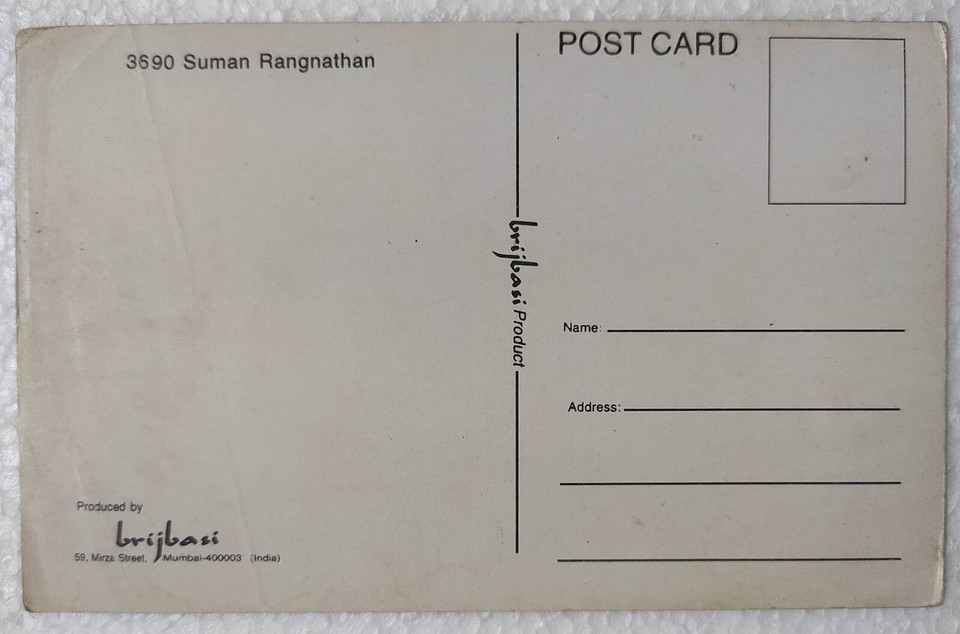 3690 Suman Rangnathan
Produced by
brijbasi
59, Mirza Street, Mumbai-400003 (India)
brijbasi Product
POST CARD
Name:
Address: